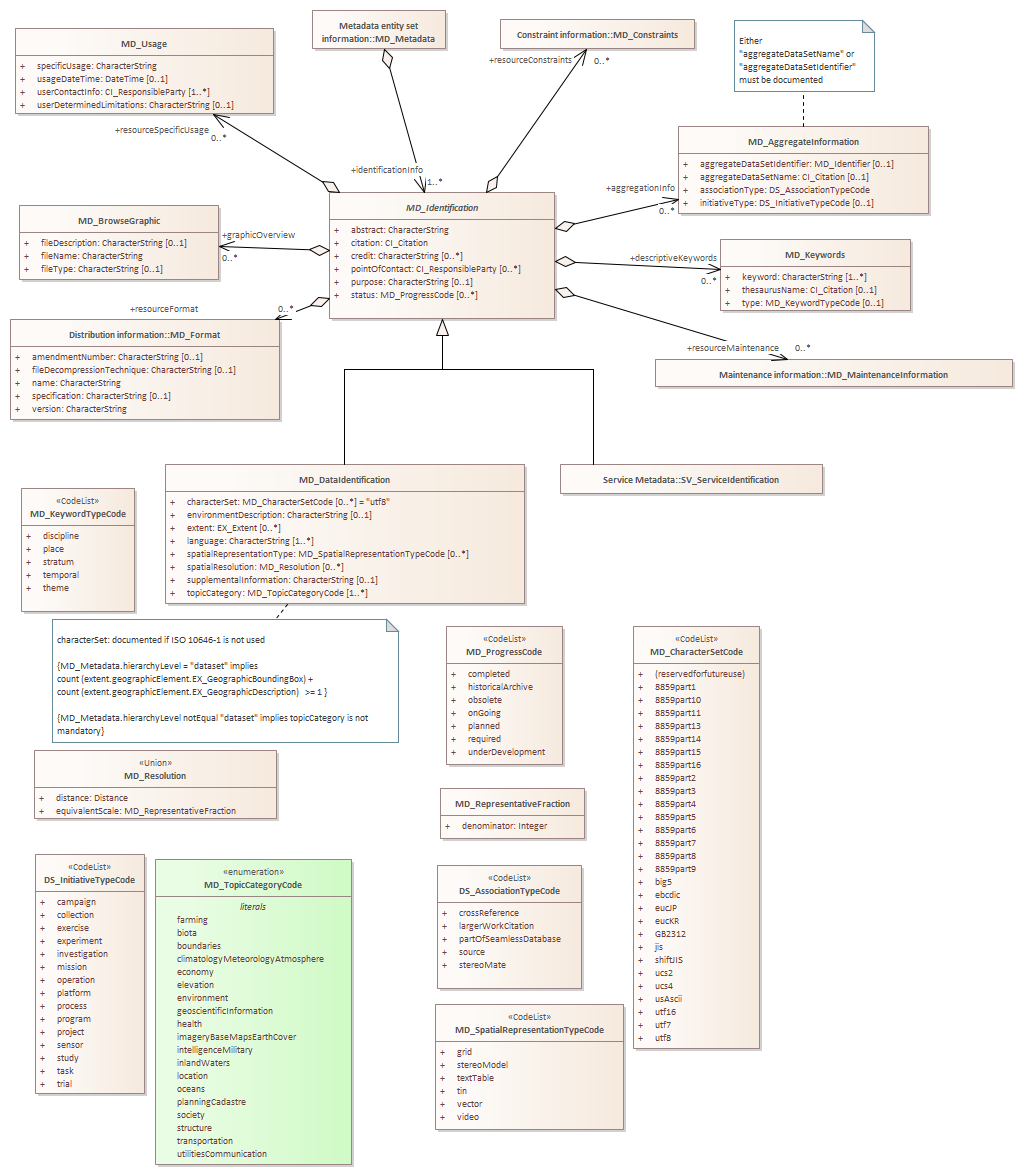 MD_Usage
+ specificUsage: CharacterString
+ usageDateTime: DateTime [0..1]
+ userContactInfo: CI_ResponsibleParty [1..*]
+ userDeterminedLimitations: CharacterString [0..1]
Metadata entity set
information::MD_Metadata
Constraint information::MD_Constraints
Either
"aggregateDataSetName" or
"aggregateDataSetIdentifier"
must be documented
+resourceConstraints
0..*
+resourceSpecificUsage
0..*
+identificationInfo
1..*
MD_AggregateInformation
+ aggregateDataSetIdentifier: MD_Identifier [0..1]
+ aggregateDataSetName: CI_Citation [0..1]
+ associationType: DS_AssociationTypeCode
+ initiativeType: DS_InitiativeTypeCode [0..1]
+aggregationInfo
0..*
MD_Identification
+ abstract: CharacterString
+ citation: CI_Citation
+ credit: CharacterString [0..*]
+ pointOfContact: CI_ResponsibleParty [0..*]
+ purpose: CharacterString [0..1]
+ status: MD_ProgressCode [0..*]
MD_BrowseGraphic
+ fileDescription: CharacterString [0..1]
+ fileName: CharacterString
+ fileType: CharacterString [0..1]
+graphicOverview
0..*
+descriptiveKeywords
0..*
MD_Keywords
+ keyword: CharacterString [1..*]
+ thesaurusName: CI_Citation [0..1]
+ type: MD_KeywordTypeCode [0..1]
+resourceFormat
0..*
Distribution information::MD_Format
+ amendmentNumber: CharacterString [0..1]
+ fileDecompressionTechnique: CharacterString [0..1]
+ name: CharacterString
+ specification: CharacterString [0..1]
+ version: CharacterString
+resourceMaintenance
0..*
Maintenance information::MD_MaintenanceInformation
MD_DataIdentification
+ characterSet: MD_CharacterSetCode [0..*] = "utf8"
+ environmentDescription: CharacterString [0..1]
+ extent: EX_Extent [0..*]
+ language: CharacterString [1..*]
+ spatialRepresentationType: MD_SpatialRepresentationTypeCode [0..*]
+ spatialResolution: MD_Resolution [0..*]
+ supplementalInformation: CharacterString [0..1]
+ topicCategory: MD_TopicCategoryCode [1..*]
Service Metadata::SV_ServiceIdentification
«CodeList»
MD_KeywordTypeCode
+ discipline
+ place
+ stratum
+ temporal
+ theme
characterSet: documented if ISO 10646-1 is not used
{MD_Metadata.hierarchyLevel = "dataset" implies
count (extent.geographicElement.EX_GeographicBoundingBox) +
count (extent.geographicElement.EX_GeographicDescription) >= 1 }
{MD_Metadata.hierarchyLevel notEqual "dataset" implies topicCategory is not
mandatory}
«CodeList»
MD_ProgressCode
+ completed
+ historicalArchive
+ obsolete
+ onGoing
+ planned
+ required
+ underDevelopment
«CodeList»
MD_CharacterSetCode
+ (reservedforfutureuse)
+ 8859part1
+ 8859part10
+ 8859part11
+ 8859part13
+ 8859part14
+ 8859part15
+ 8859part16
+ 8859part2
+ 8859part3
+ 8859part4
+ 8859part5
+ 8859part6
+ 8859part7
+ 8859part8
+ 8859part9
+ big5
+ ebcdic
+ eucJP
+ eucKR
+ GB2312
+ jis
+ shiftJIS
+ ucs2
+ ucs4
+ usAscii
+ utf16
+ utf7
+ utf8
«Union»
MD_Resolution
+ distance: Distance
+ equivalentScale: MD_RepresentativeFraction
MD_RepresentativeFraction
+ denominator: Integer
«CodeList»
DS_InitiativeTypeCode
+ campaign
+ collection
+ exercise
+ experiment
+ investigation
+ mission
+ operation
+ platform
+ process
+ program
+ project
+ sensor
+ study
+ task
+ trial
«enumeration»
MD_TopicCategoryCode
literals
farming
biota
boundaries
climatologyMeteorologyAtmosphere
economy
elevation
environment
geoscientificInformation
health
imageryBaseMapsEarthCover
intelligenceMilitary
inlandWaters
location
oceans
planningCadastre
society
structure
transportation
utilitiesCommunication
«CodeList»
DS_AssociationTypeCode
+ crossReference
+ largerWorkCitation
+ partOfSeamlessDatabase
+ source
+ stereoMate
«CodeList»
MD_SpatialRepresentationTypeCode
+ grid
+ stereoModel
+ textTable
+ tin
+ vector
+ video